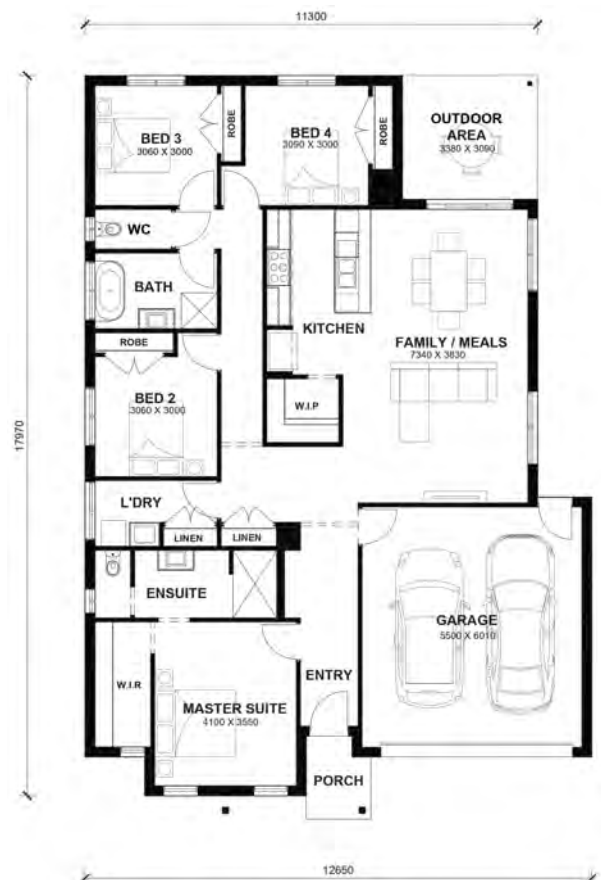 11300
BED 3
3060 X 3000
ROBE
BED 4
3090 X 3000
ROBE
OUTDOOR
AREA
3380 X 3090
WC
BATH
KITCHEN
FAMILY / MEALS
7340 X 3830
ROBE
BED 2
3060 X 3000
W.I.P
17970
L'DRY
LINEN
LINEN
ENSUITE
GARAGE
5500 X 6010
W.I.R
MASTER SUITE
4100 X 3550
ENTRY
PORCH
12650